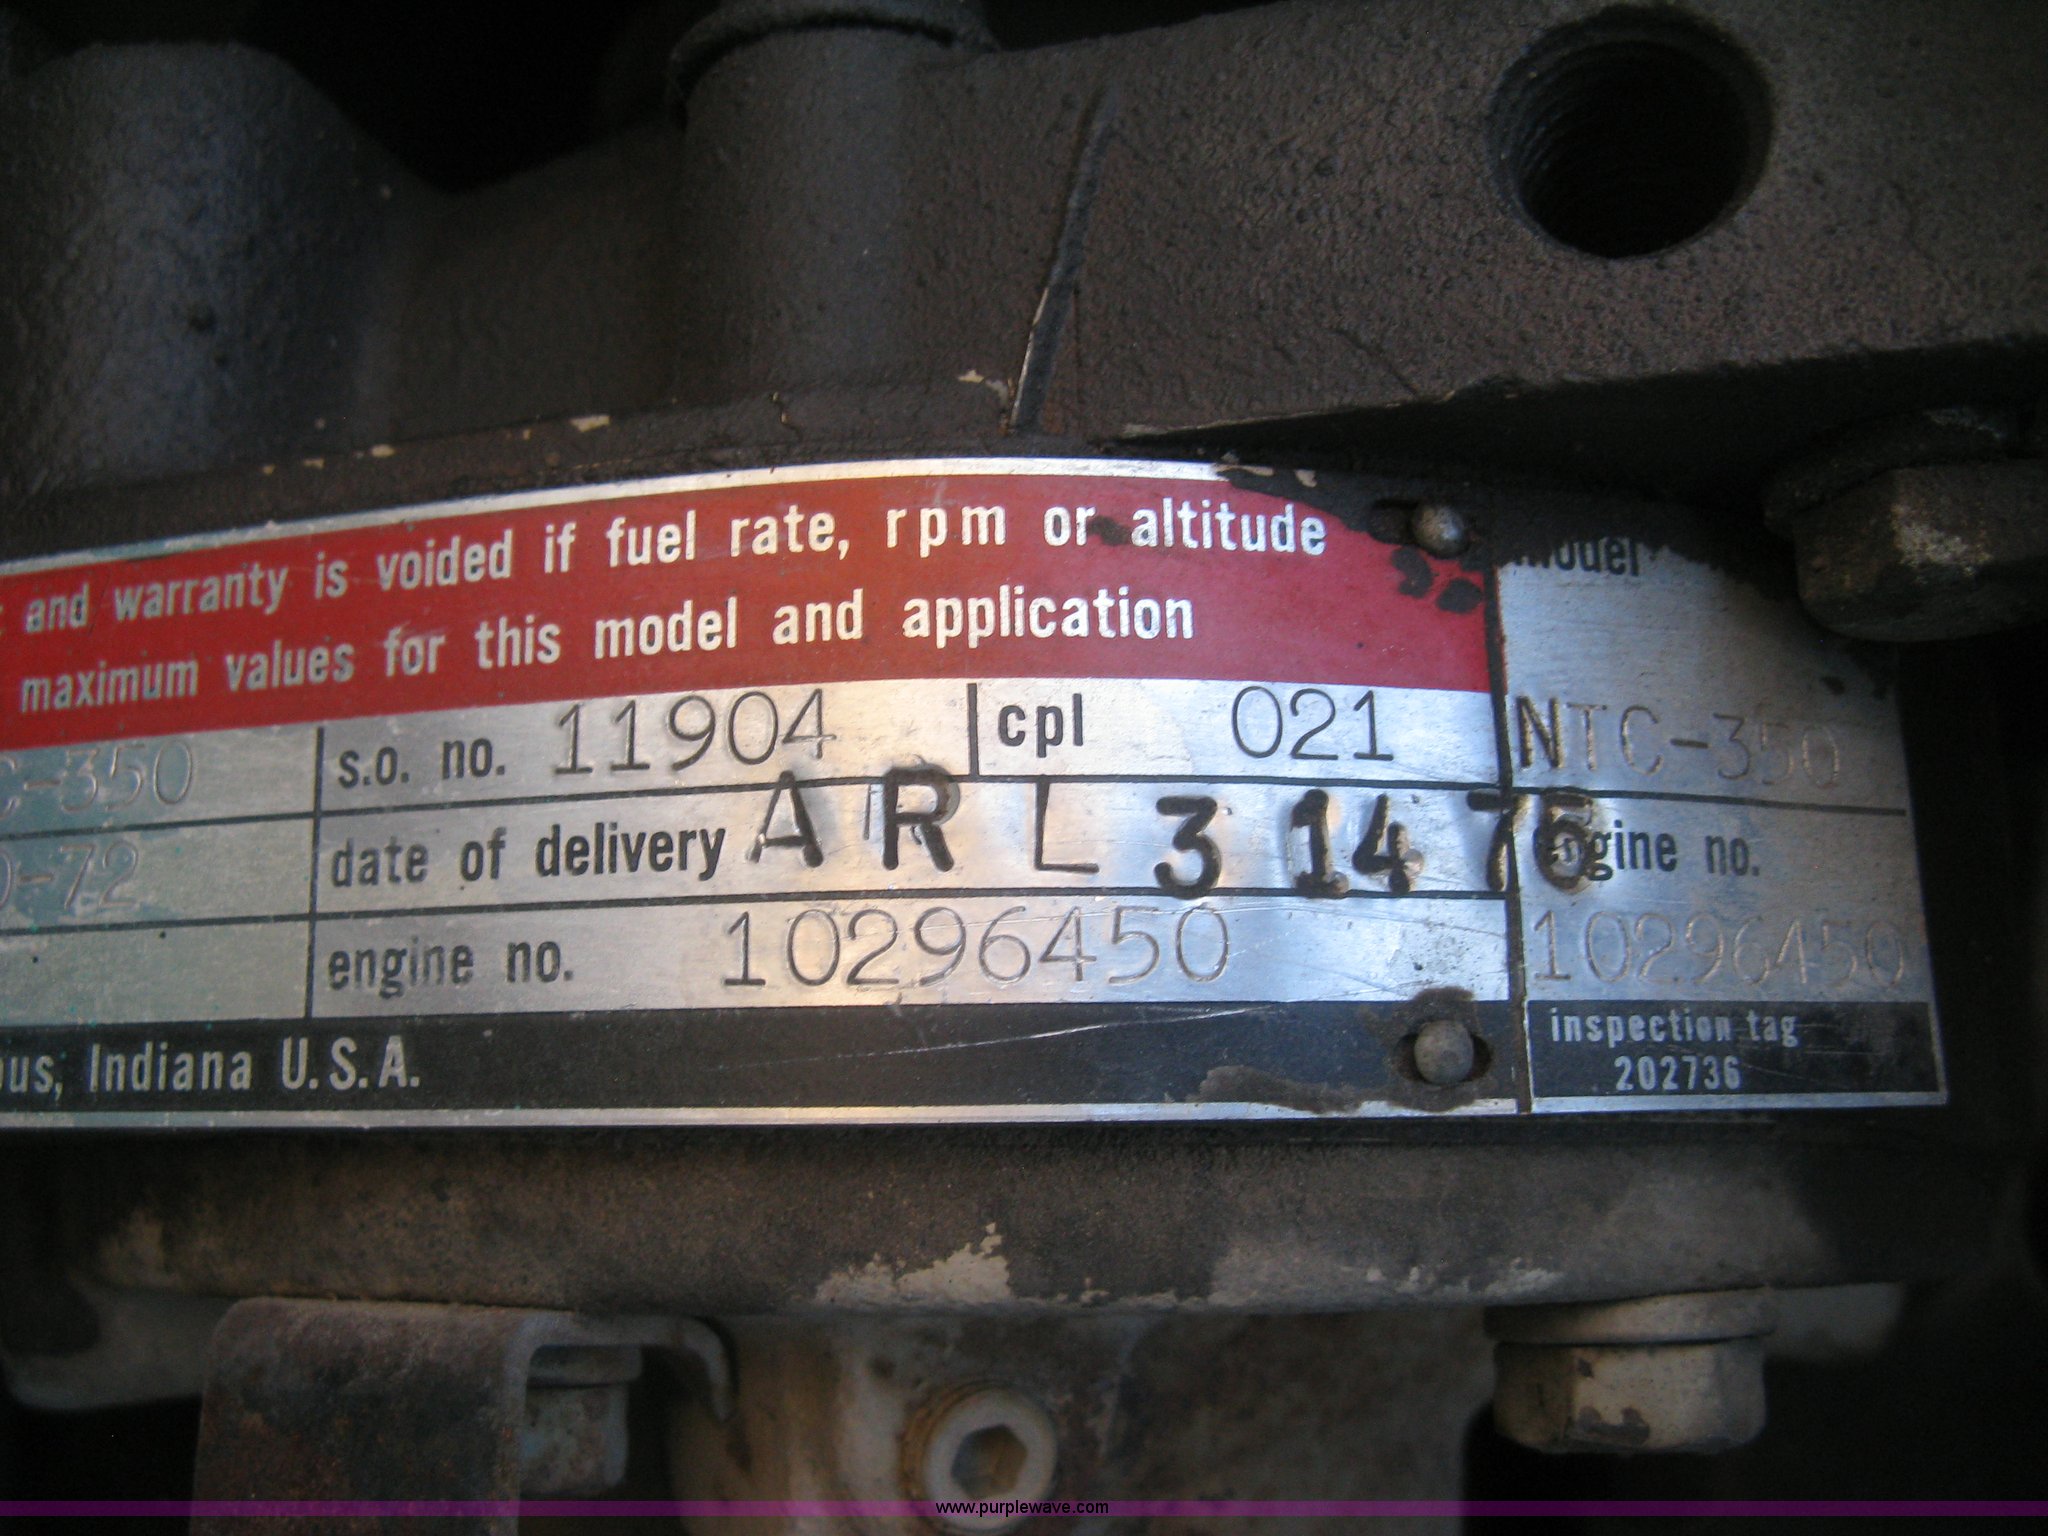 and warranty is voided if fuel rate, rpm or altitude
maximum values for this model and application
model
C-350
s.o. no. 11904
cpl 021
NTC-350
-72
date of delivery ARL 3 14 76
engine no.
engine no. 10296450
10296450
Indiana U.S.A.
inspection tag
202736
www.purplewave.com